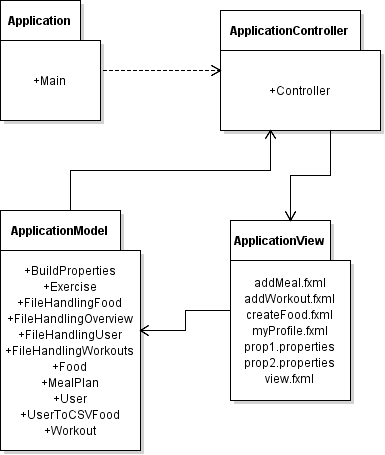 Application
+Main
ApplicationController
+Controller
ApplicationModel
+BuildProperties
+Exercise
+FileHandlingFood
+FileHandlingOverview
+FileHandlingUser
+FileHandlingWorkouts
+Food
+MealPlan
+User
+UserToCSVFood
+Workout
ApplicationView
addMeal.fxml
addWorkout.fxml
createFood.fxml
myProfile.fxml
prop1.properties
prop2.properties
view.fxml